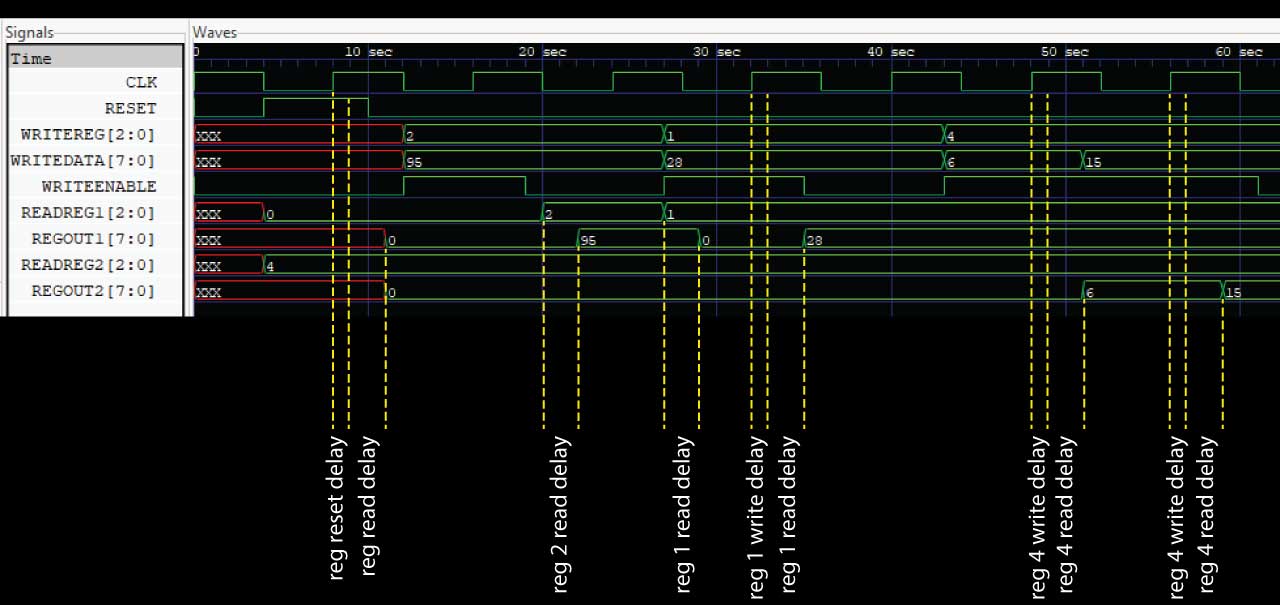 Signals
Waves
Time
0 10 sec 20 sec 30 sec 40 sec 50 sec 60 sec
CLK
RESET
WRITEREG[2:0] XXX 2 1 4
WRITEDATA[7:0] XXX 95 28 6 15
WRITEENABLE
READREG1[2:0] XXX 0 2 1
REGOUT1[7:0] XXX 0 95 0 28
READREG2[2:0] XXX 4
REGOUT2[7:0] XXX 0 6 15
reg reset delay
reg read delay
reg 2 read delay
reg 1 read delay
reg 1 write delay
reg 1 read delay
reg 4 write delay
reg 4 read delay
reg 4 write delay
reg 4 read delay